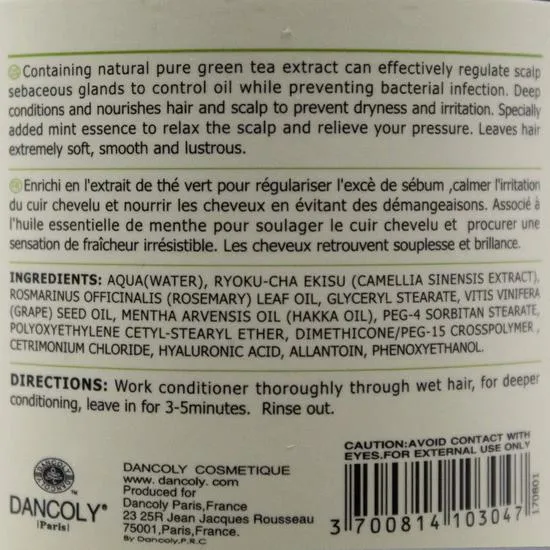 Containing natural pure green tea extract can effectively regulate scalp
sebaceous glands to control oil while preventing bacterial infection. Deep
conditions and nourishes hair and scalp to prevent dryness and irritation. Specially
added mint essence to relax the scalp and relieve your pressure. Leaves hair
extremely soft, smooth and lustrous.
Enrichi en l'extrait de thé vert pour régulariser l'excè de sébum ,calmer l'irritation
du cuir chevelu et nourrir les cheveux en évitant des démangeaisons. Associé à
l'huile essentielle de menthe pour soulager le cuir chevelu et procurer une
sensation de fraîcheur irrésistible. Les cheveux retrouvent souplesse et brillance.
INGREDIENTS: AQUA(WATER), RYOKU-CHA EKISU (CAMELLIA SINENSIS EXTRACT),
ROSMARINUS OFFICINALIS (ROSEMARY) LEAF OIL, GLYCERYL STEARATE, VITIS VINIFERA
(GRAPE) SEED OIL, MENTHA ARVENSIS OIL (HAKKA OIL), PEG-4 SORBITAN STEARATE,
POLYOXYETHYLENE CETYL-STEARYL ETHER, DIMETHICONE/PEG-15 CROSSPOLYMER ,
CETRIMONIUM CHLORIDE, HYALURONIC ACID, ALLANTOIN, PHENOXYETHANOL.
DIRECTIONS: Work conditioner thoroughly through wet hair, for deeper
conditioning, leave in for 3-5minutes. Rinse out.
CAUTION:AVOID CONTACT WITH
EYES.FOR EXTERNAL USE ONLY
DANCOLY COSMETIQUE
www.dancoly.com
Produced for
Dancoly Paris,France
23 25R Jean Jacques Rousseau
75001,Paris,France.
By Dancoly.P.R.C
DANCOLY®
Paris
170801
3 700814 103047